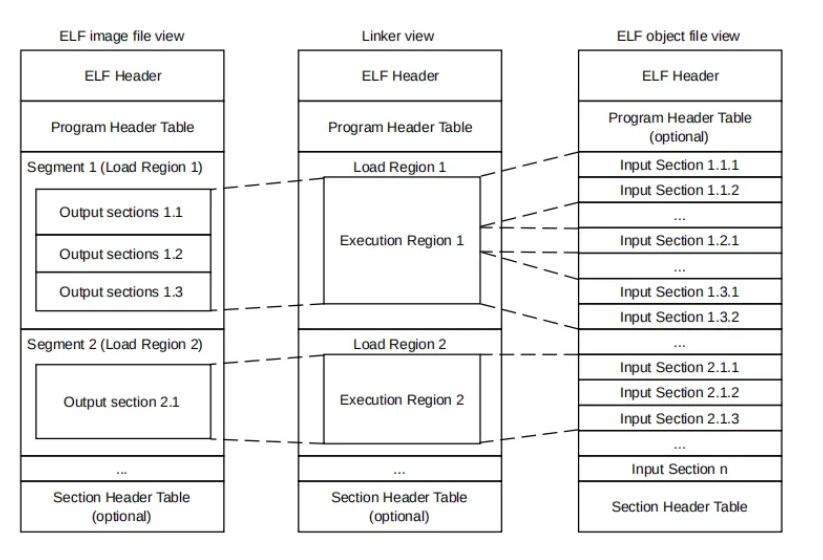 ELF image file view
ELF Header
Program Header Table
Segment 1 (Load Region 1)
Output sections 1.1
Output sections 1.2
Output sections 1.3
Segment 2 (Load Region 2)
Output section 2.1
...
Section Header Table
(optional)
Linker view
ELF Header
Program Header Table
Load Region 1
Execution Region 1
Load Region 2
Execution Region 2
...
Section Header Table
(optional)
ELF object file view
ELF Header
Program Header Table
(optional)
Input Section 1.1.1
Input Section 1.1.2
...
Input Section 1.2.1
...
Input Section 1.3.1
Input Section 1.3.2
...
Input Section 2.1.1
Input Section 2.1.2
Input Section 2.1.3
...
Input Section n
Section Header Table